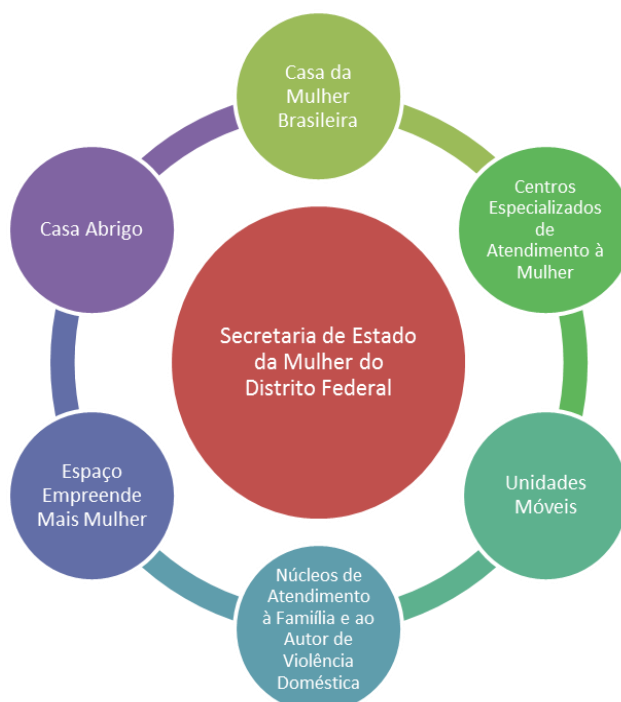 Casa da
Mulher
Brasileira
Centros
Especializados
de
Atendimento à
Mulher
Casa Abrigo
Secretaria de Estado
da Mulher do
Distrito Federal
Espaço
Empreende
Mais Mulher
Unidades
Móveis
Núcleos de
Atendimento
à Famiília e ao
Autor de
Violência
Doméstica